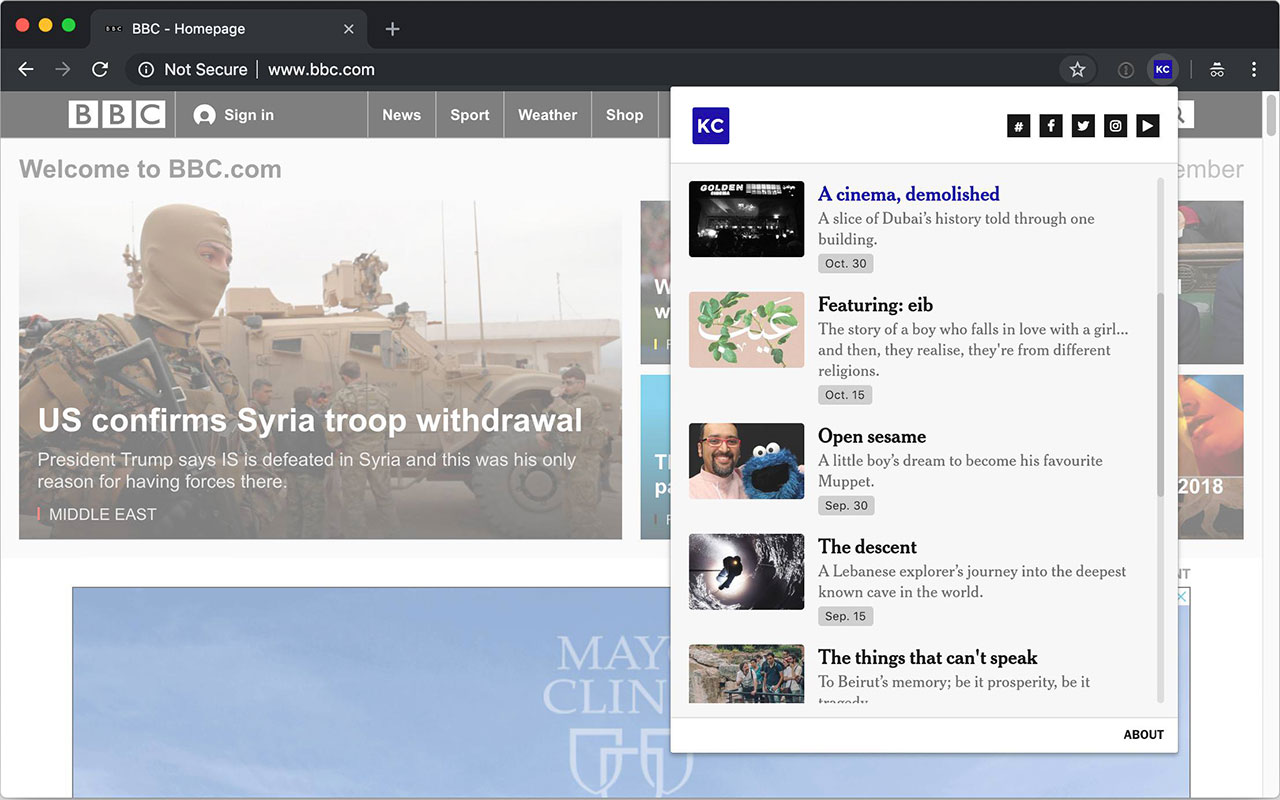 BBC BBC - Homepage
Not Secure www.bbc.com
KC
BBC
Sign in
News
Sport
Weather
Shop
Welcome to BBC.com
US confirms Syria troop withdrawal
President Trump says IS is defeated in Syria and this was his only
reason for having forces there.
MIDDLE EAST
KC
#
A cinema, demolished
A slice of Dubai’s history told through one
building.
Oct. 30
GOLDEN
CINEMA
Featuring: eib
The story of a boy who falls in love with a girl...
and then, they realise, they're from different
religions.
Oct. 15
عيب
Open sesame
A little boy’s dream to become his favourite
Muppet.
Sep. 30
The descent
A Lebanese explorer’s journey into the deepest
known cave in the world.
Sep. 15
The things that can't speak
To Beirut’s memory; be it prosperity, be it
tragedy
ABOUT
ember
2018
MAY
CLIN